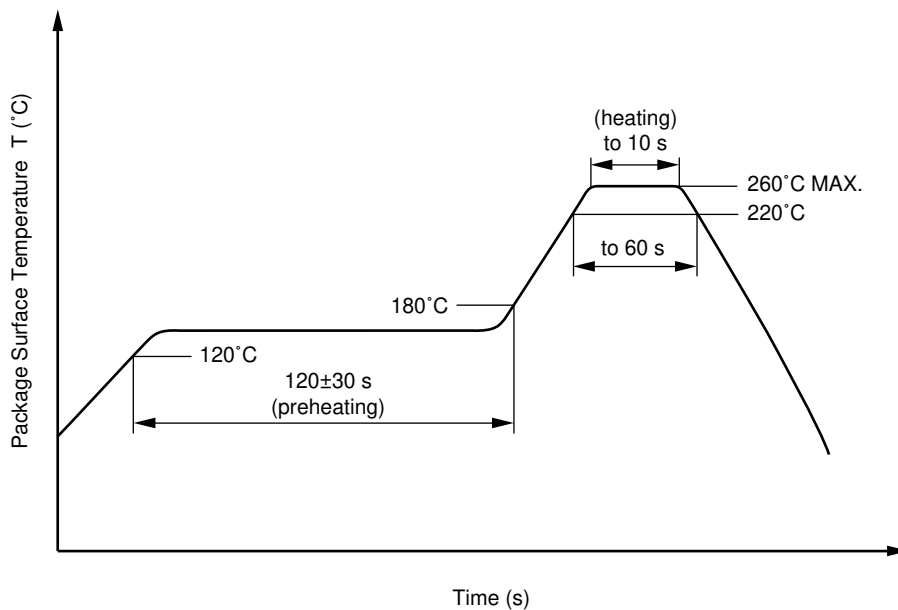 Package Surface Temperature T (˚C)
(heating)
to 10 s
260˚C MAX.
220˚C
to 60 s
180˚C
120˚C
120±30 s
(preheating)
Time (s)